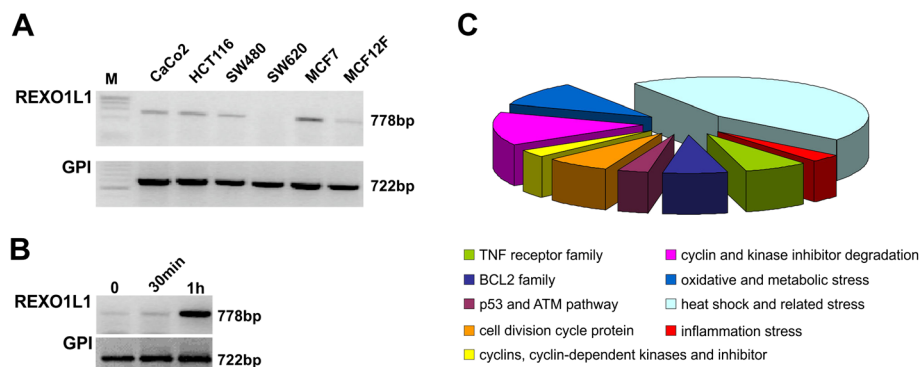 A
CaCo2 HCT116 SW480 SW620 MCF7 MCF12F
M
REXO1L1
778bp
GPI
722bp
B
0 30min 1h
REXO1L1
778bp
GPI
722bp
C
TNF receptor family
BCL2 family
p53 and ATM pathway
cell division cycle protein
cyclins, cyclin-dependent kinases and inhibitor
cyclin and kinase inhibitor degradation
oxidative and metabolic stress
heat shock and related stress
inflammation stress